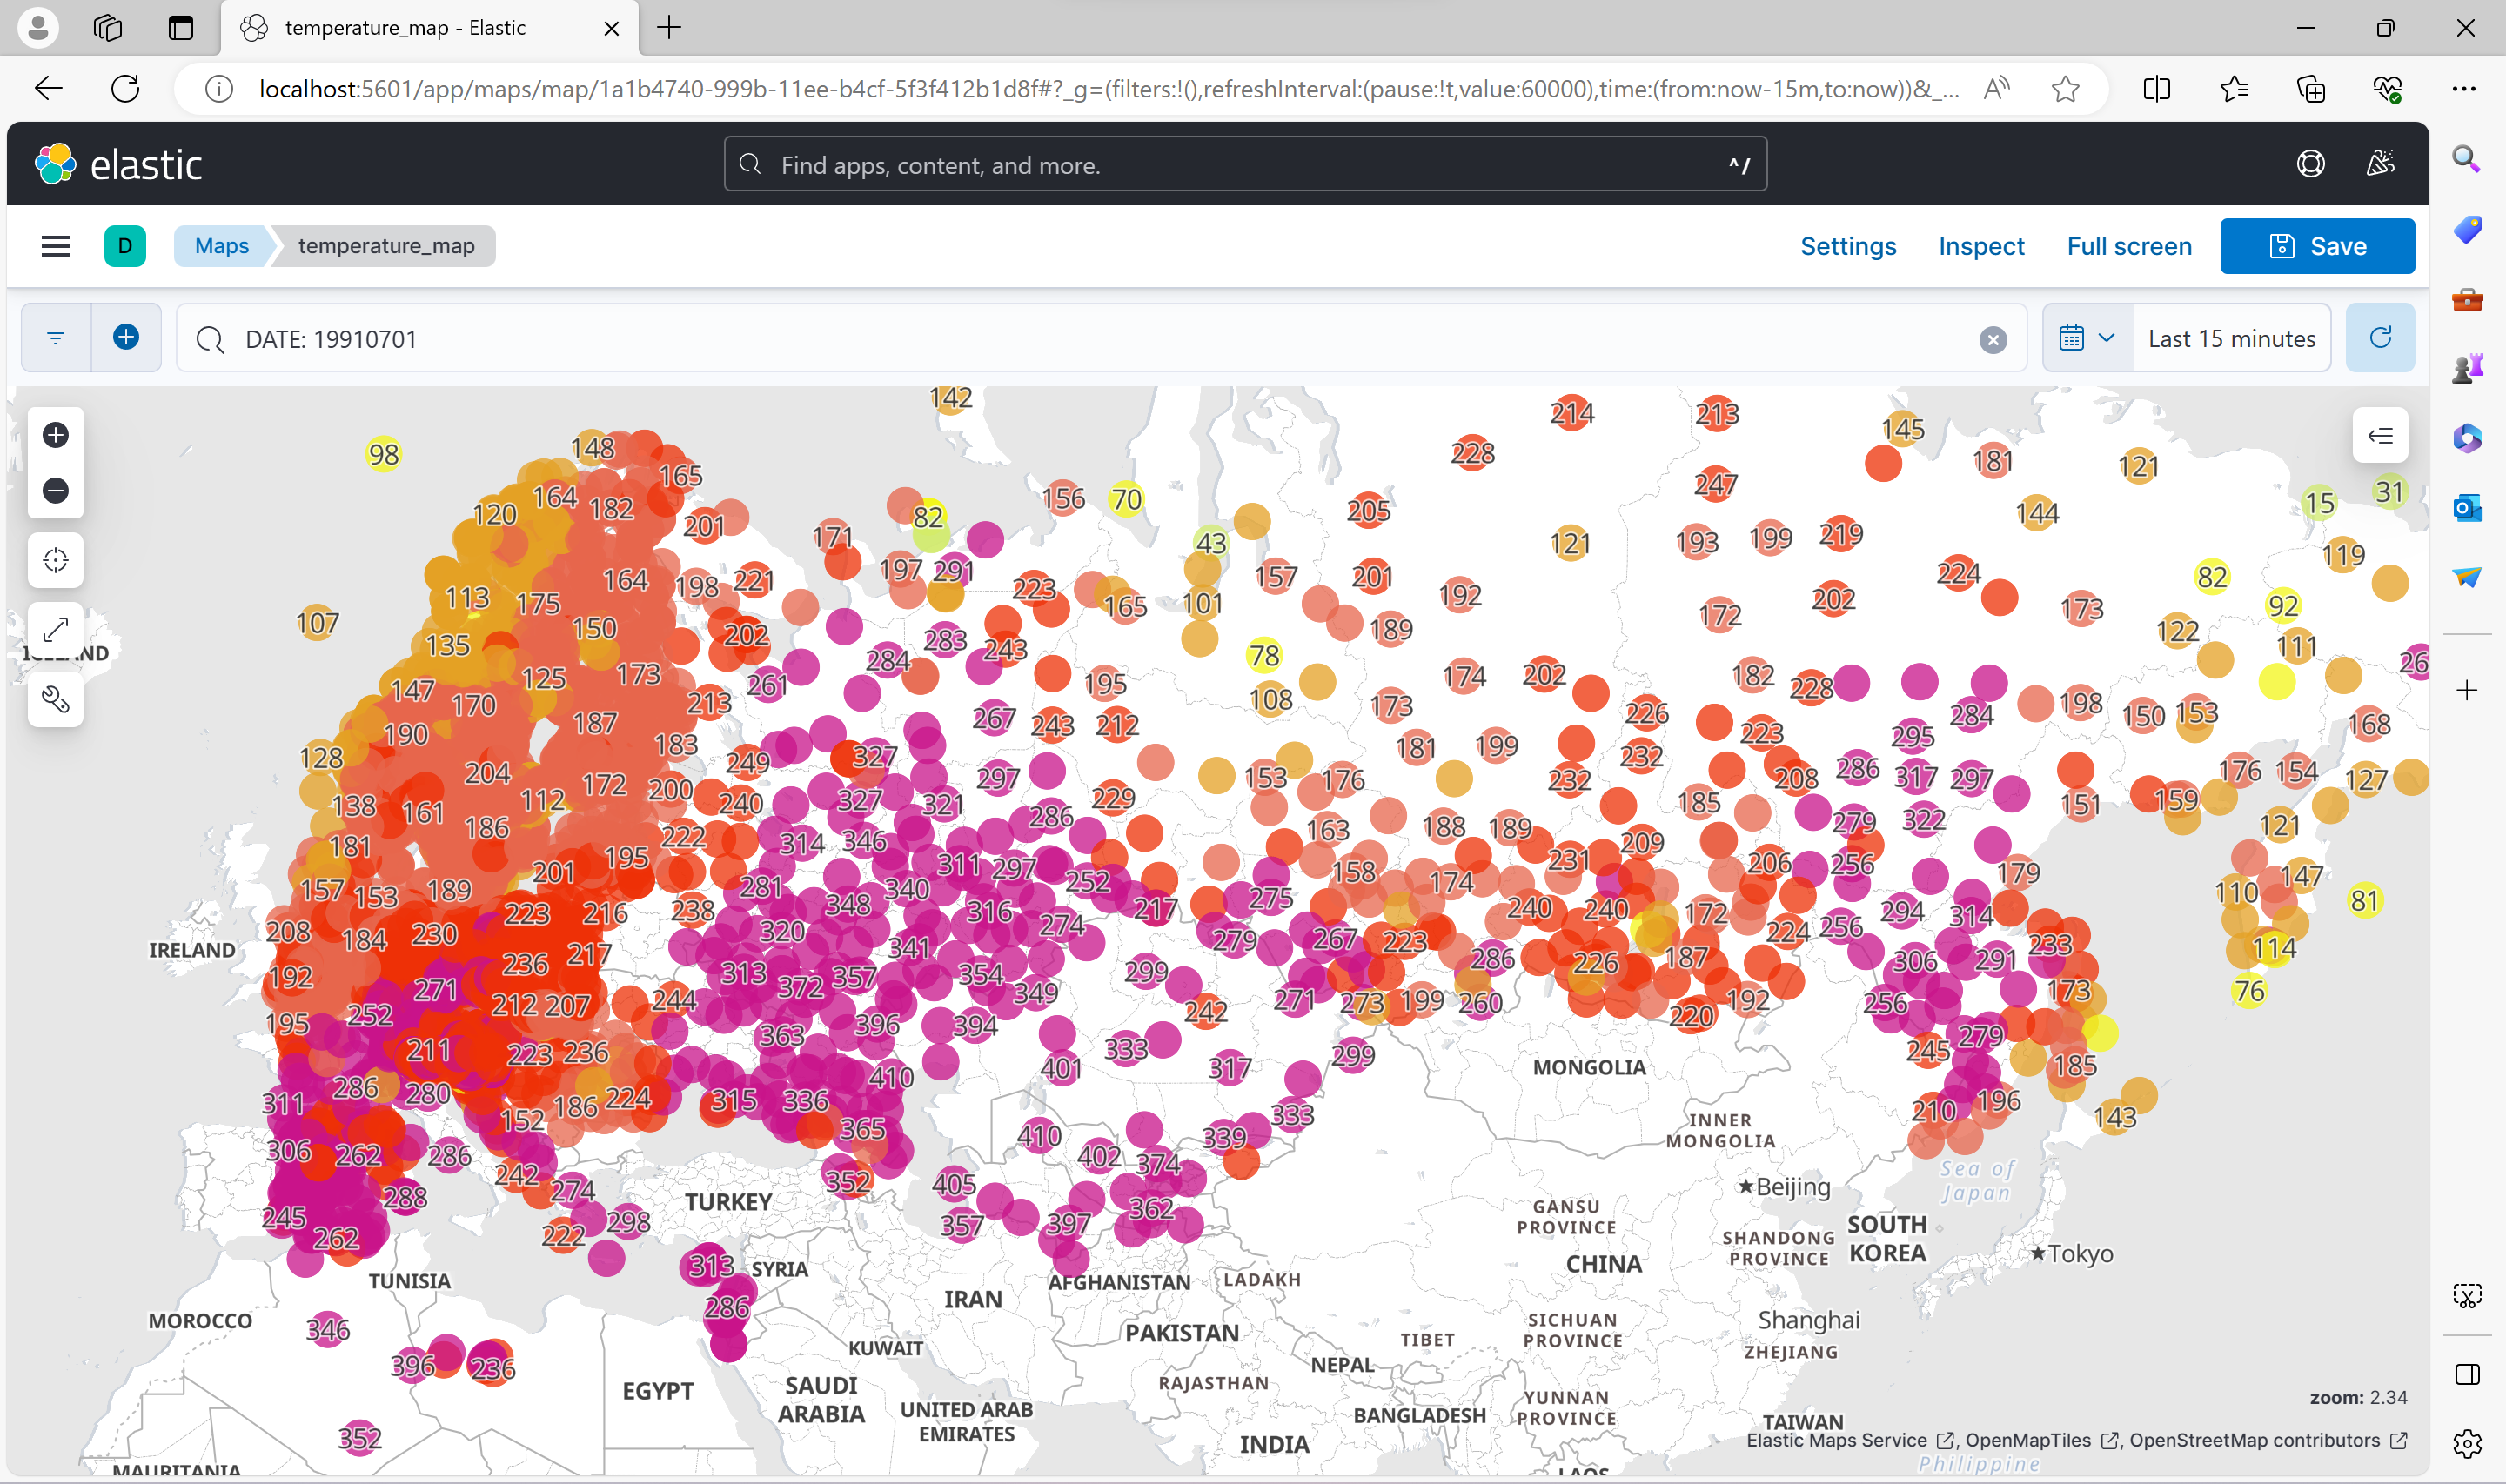 temperature_map - Elastic
localhost:5601/app/maps/map/1a1b4740-999b-11ee-b4cf-5f3f412b1d8f#?_g=(filters:!(),refreshInterval:(pause:!t,value:60000),time:(from:now-15m,to:now))&_...
elastic
Find apps, content, and more.
^ /
D
Maps
temperature_map
Settings
Inspect
Full screen
Save
DATE: 19910701
Last 15 minutes
142
214 213
98 148 228 145 181 121
165 247
120 164 182 82 156 70 205 144 15 31
201 171 43 121 193 199 219 119
113 175 164 198 221 197 291 223 165 101 157 201 192 172 202 224 173 82 92
107 135 150 202 283 243 189 122 111
ICELAND
284 78
147 170 125 173 213 261 195 108 174 202 182 228 198 26
190 187 183 267 243 212 173 226 223 284 150 153 168
128 204 172 249 327 297 181 199 232 295
138 161 112 200 240 327 321 229 153 176 232 208 286 317 297 176 154 127
186 222 314 346 286 163 188 189 185 279 322 151 159 121
181 201 195 281 340 311 297 252 158 174 231 209 206 256 179
157 153 189 223 216 238 348 316 217 275 240 240 172 294 314 110 147 81
208 184 230 236 217 320 341 274 279 267 223 224 256 233 114
IRELAND
192 271 313 372 357 354 299 286 226 187 306 291 76
252 212 207 244 349 242 271 273 199 260 192 256 173
195 211 223 236 363 396 394 333 299 220 245 279 185
286 280 410 401 317
MONGOLIA
311 152 186 224 315 336 365 410 333 210 196 143
INNER
MONGOLIA
306 262 286 242 274 352 405 402 374 339
Sea of
Japan
★Beijing
TURKEY
288 245 262 222 298 357 397 362
GANSU
PROVINCE
SHANDONG
PROVINCE
SOUTH
KOREA
★Tokyo
313 SYRIA
CHINA
TUNISIA
AFGHANISTAN
LADAKH
286
IRAN
MOROCCO
346
PAKISTAN
TIBET
SICHUAN
PROVINCE
Shanghai
KUWAIT
ZHEJIANG
396 236
NEPAL
EGYPT
SAUDI
ARABIA
RAJASTHAN
UNITED ARAB
EMIRATES
BANGLADESH
YUNNAN
PROVINCE
TAIWAN
352
INDIA
zoom: 2.34
Elastic Maps Service , OpenMapTiles , OpenStreetMap contributors
MAURITANIA
LAOS
Philippine